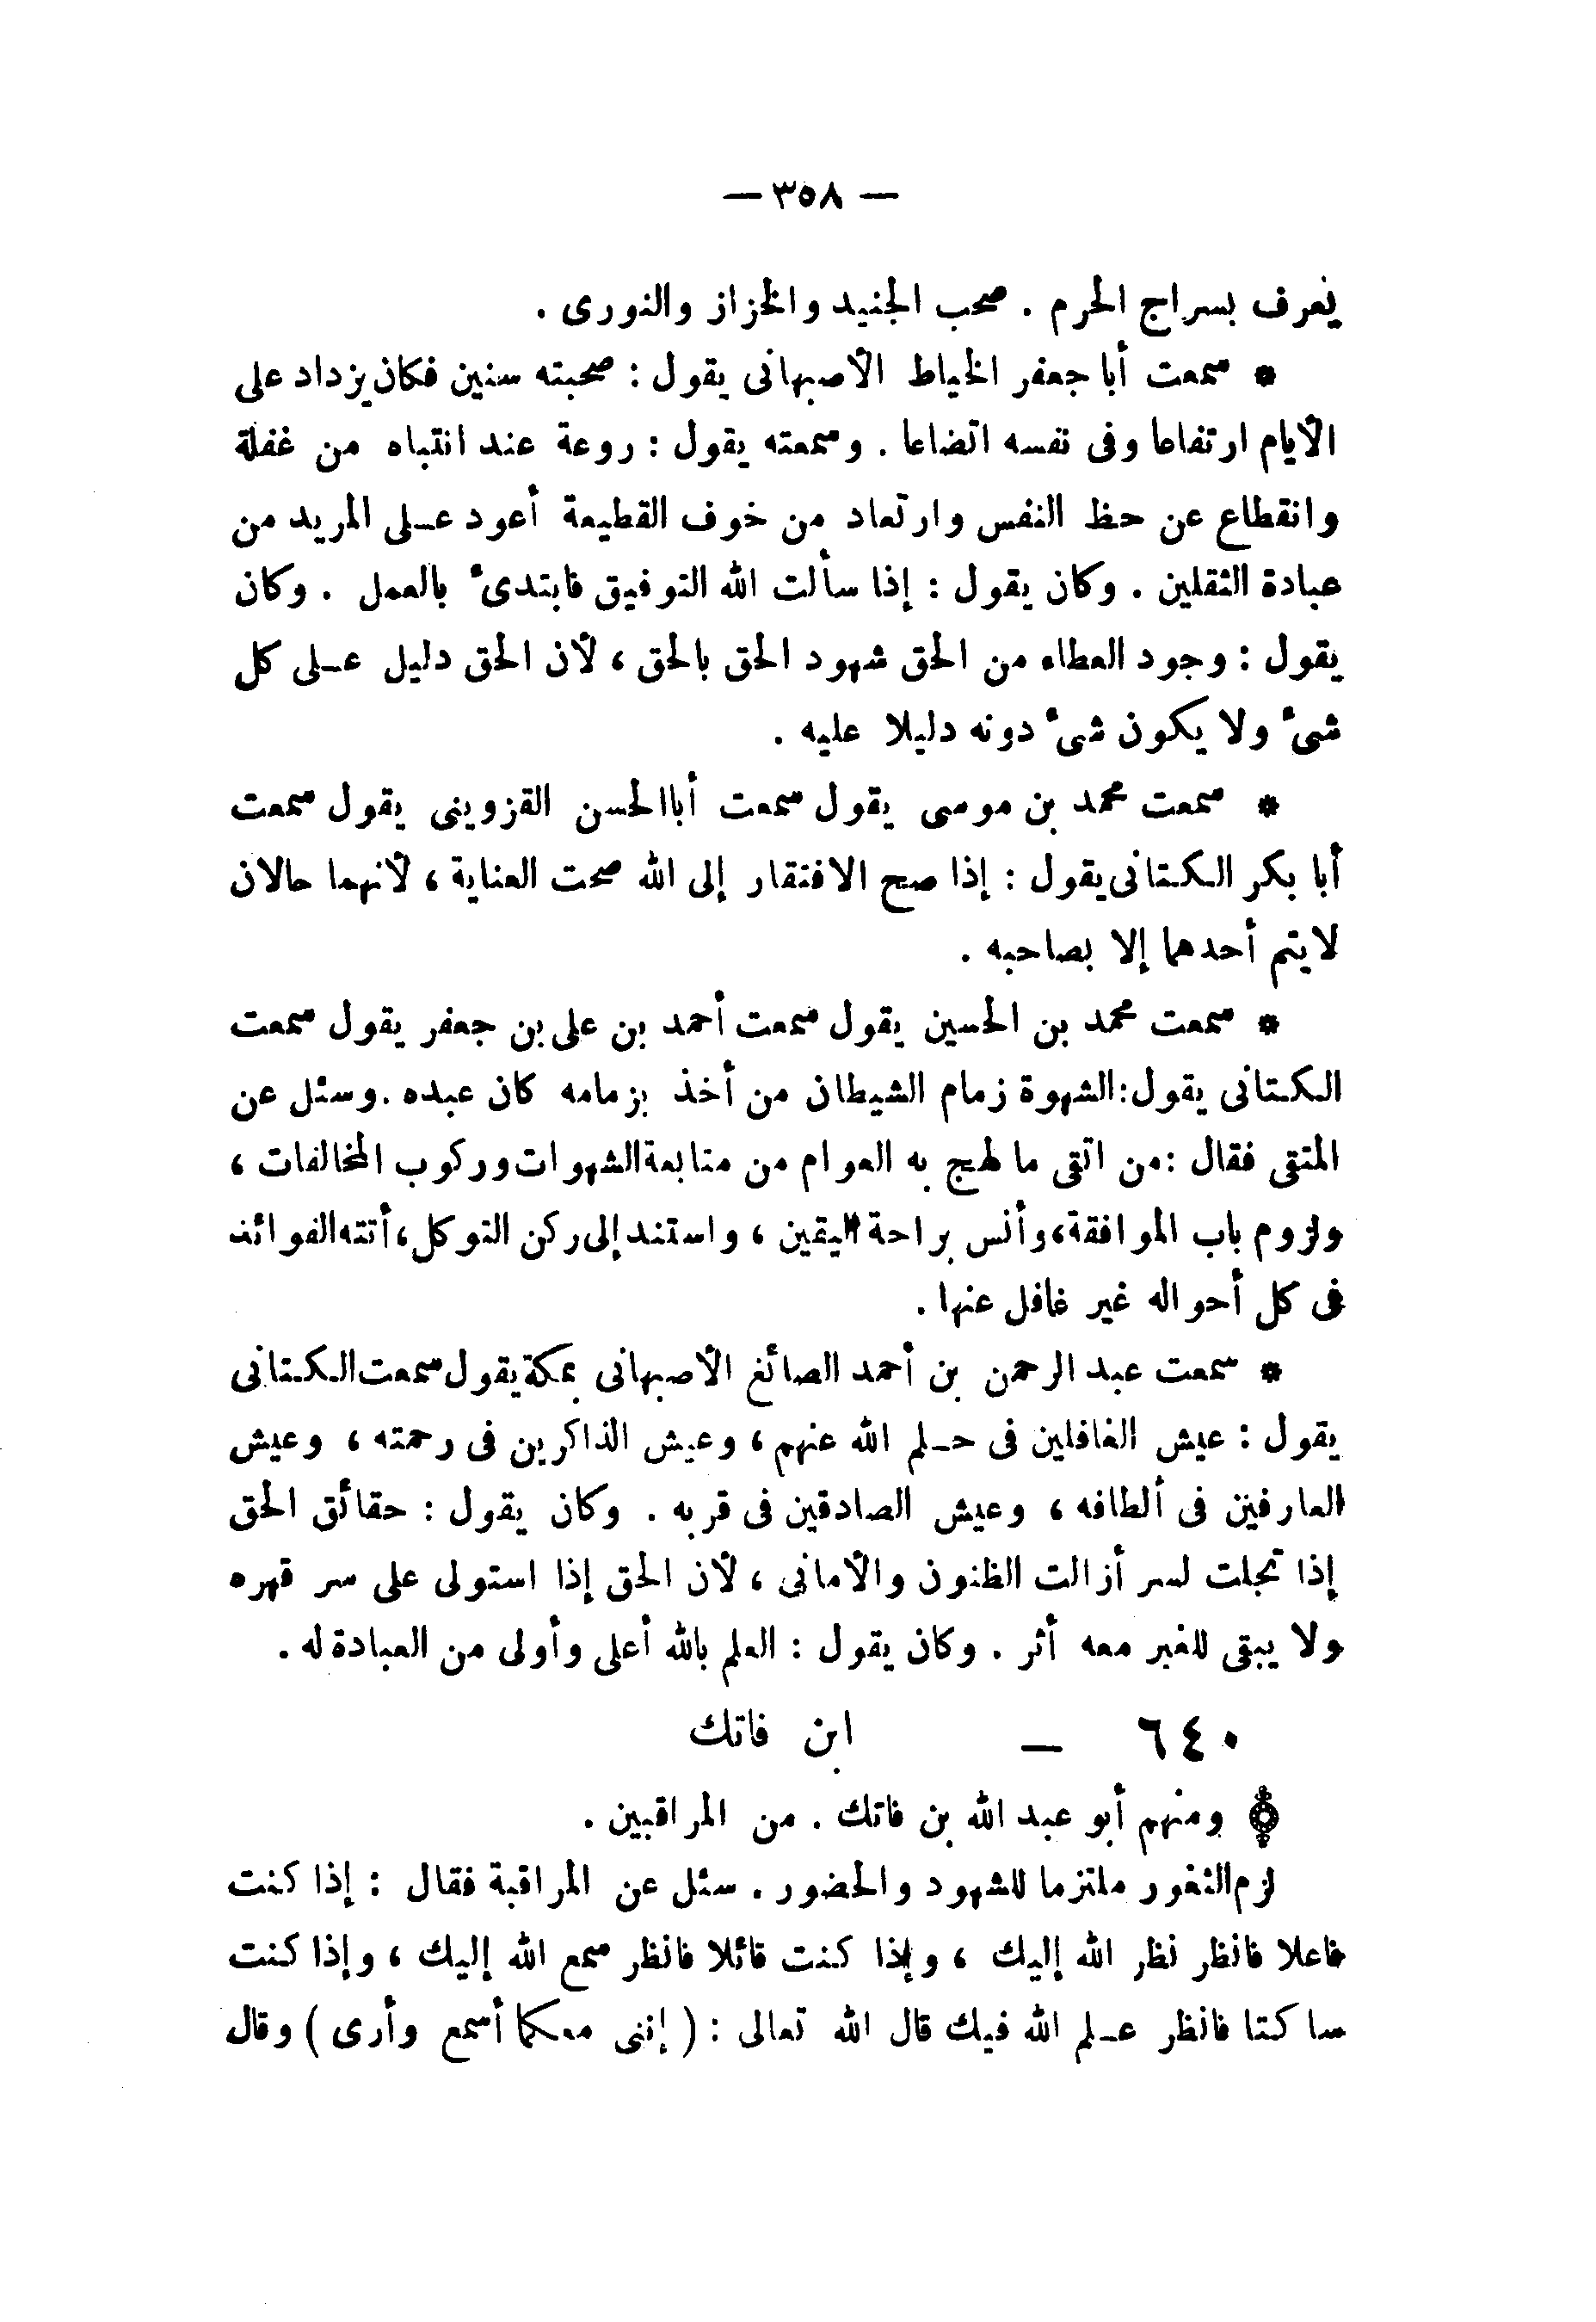 — ٣٥٨ —
يعرف بسراج الحرم . صحب الجنيد والخزاز والنورى .
* سمعت أبا جعفر الخياط الأصبهانى يقول : صحبته سنين فكان يزداد على
الأيام ارتفاعا وفى نفسه اتضاعا . وسمعته يقول : روعة عند انتباه من غفلة
وانقطاع عن حظ النفس وارتعاد من خوف القطيعة أعود عـلى المريد من
عبادة الثقلين . وكان يقول : إذا سألت الله التوفيق فابتدئ بالعمل . وكان
يقول : وجود العطاء من الحق شهود الحق بالحق ، لأن الحق دليل عـلى كل
شىء ولا يكون شىء دونه دليلا عليه .
* سمعت محمد بن موسى يقول سمعت أباالحسن القزوينى يقول سمعت
أبا بكر الكتانى يقول : إذا صح الافتقار إلى الله صحت العناية ، لأنهما حالان
لايتم أحدهما إلا بصاحبه .
* سمعت محمد بن الحسين يقول سمعت أحمد بن على بن جعفر يقول سمعت
الكتانى يقول : الشهوة زمام الشيطان من أخذ بزمامه كان عبده . وسئل عن
المتقى فقال : من اتقى ما لهج به العوام من متابعة الشهوات وركوب المخالفات ،
ولزوم باب الموافقة، وأنس براحة اليقين ، واستند إلى ركن التوكل، أتته الفوائد
فى كل أحواله غير غافل عنها .
* سمعت عبد الرحمن بن أحمد الصائغ الأصبهانى بمكة يقول سمعت الكتانى
يقول : عيش الغافلين فى حـلم الله عنهم ، وعيش الذاكرين فى رحمته ، وعيش
العارفين فى ألطافه ، وعيش الصادقين فى قربه . وكان يقول : حقائق الحق
إذا تجلت لسر أزالت الظنون والأمانى ، لأن الحق إذا استولى على سر قهره
ولا يبقى للغير معه أثر . وكان يقول : العلم بالله أعلى وأولى من العبادة له .
٦٤٠ — ابن فاتك
ومنهم أبو عبد الله بن فاتك . من المراقبين .
لزم الثغور ملتزما للشهود والحضور . سئل عن المراقبة فقال : إذا كنت
فاعلا فانظر نظر الله إليك ، وإذا كنت قائلا فانظر سمع الله إليك ، وإذا كنت
ساكتا فانظر عـلم الله فيك قال الله تعالى : ( إننى معكما أسمع وأرى ) وقال